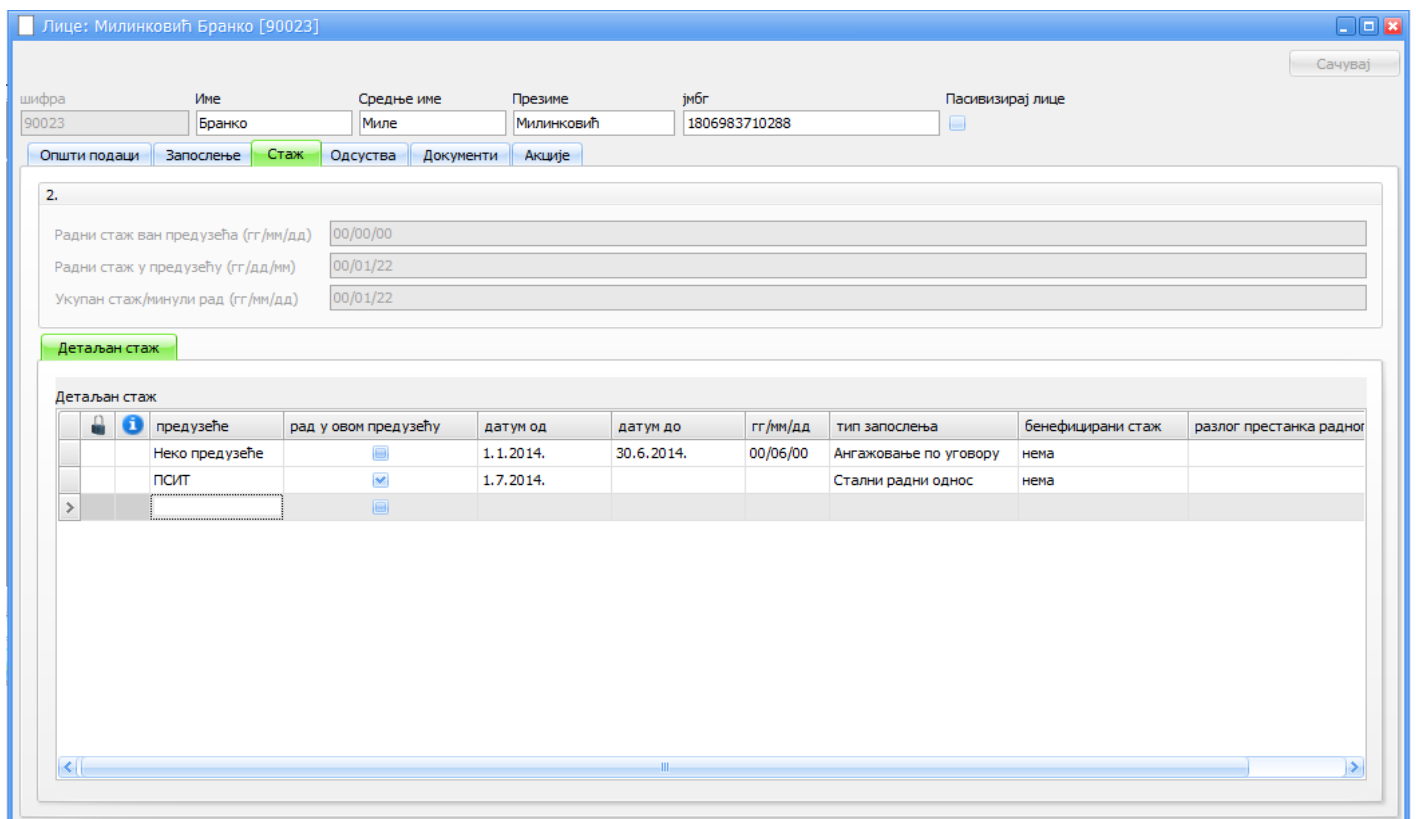 Лице: Милинковић Бранко [90023]
Сачувај
шифра Име Средње име Презиме јмбг Пасивизирај лице
90023 Бранко Миле Милинковић 1806983710288
Општи подаци Запослење Стаж Одсуства Документи Акције
2.
Радни стаж ван предузећа (гг/мм/дд) 00/00/00
Радни стаж у предузећу (гг/дд/мм) 00/01/22
Укупан стаж/минули рад (гг/мм/дд) 00/01/22
Детаљан стаж
Детаљан стаж
предузеће рад у овом предузећу датум од датум до гг/мм/дд тип запослења бенефицирани стаж разлог престанка радног
Неко предузеће 1.1.2014. 30.6.2014. 00/06/00 Ангажовање по уговору нема
ПСИТ 1.7.2014. Стални радни однос нема